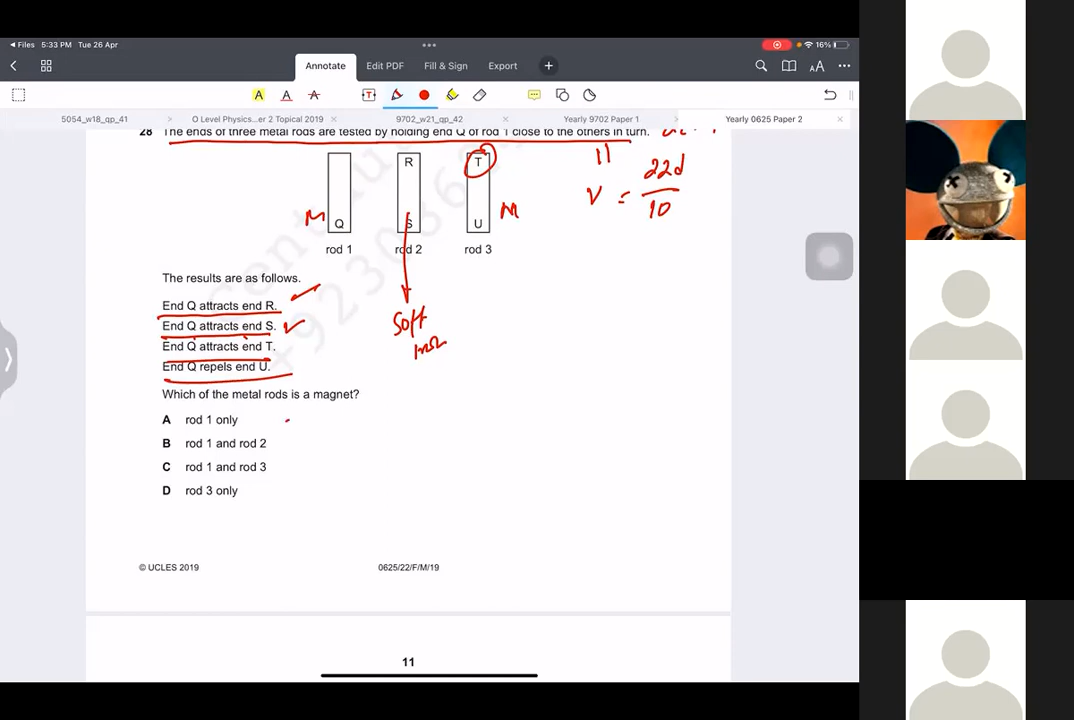 Files 5:33 PM Tue 26 Apr
16%
Annotate Edit PDF Fill & Sign Export
5054_w18_qp_41 O Level Physics...er 2 Topical 2019 9702_w21_qp_42 Yearly 9702 Paper 1 Yearly 0625 Paper 2
28 The ends of three metal rods are tested by holding end Q of rod 1 close to the others in turn.
R T
V = 22d/10
M Q S U M
rod 1 rod 2 rod 3
The results are as follows.
End Q attracts end R.
End Q attracts end S.
Soft
End Q attracts end T.
End Q repels end U.
Which of the metal rods is a magnet?
A rod 1 only
B rod 1 and rod 2
C rod 1 and rod 3
D rod 3 only
© UCLES 2019 0625/22/F/M/19
11